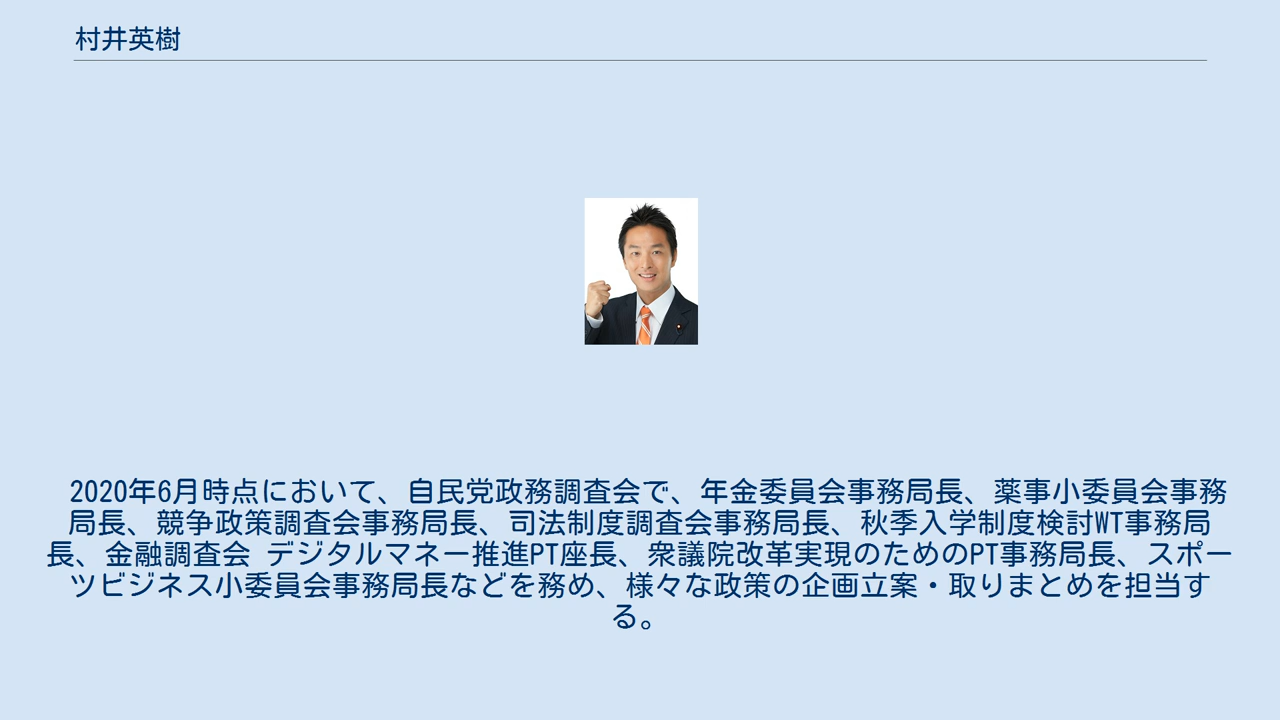 村井英樹
2020年6月時点において、自民党政務調査会で、年金委員会事務局長、薬事小委員会事務
局長、競争政策調査会事務局長、司法制度調査会事務局長、秋季入学制度検討WT事務局
長、金融調査会 デジタルマネー推進PT座長、衆議院改革実現のためのPT事務局長、スポー
ツビジネス小委員会事務局長などを務め、様々な政策の企画立案・取りまとめを担当す
る。